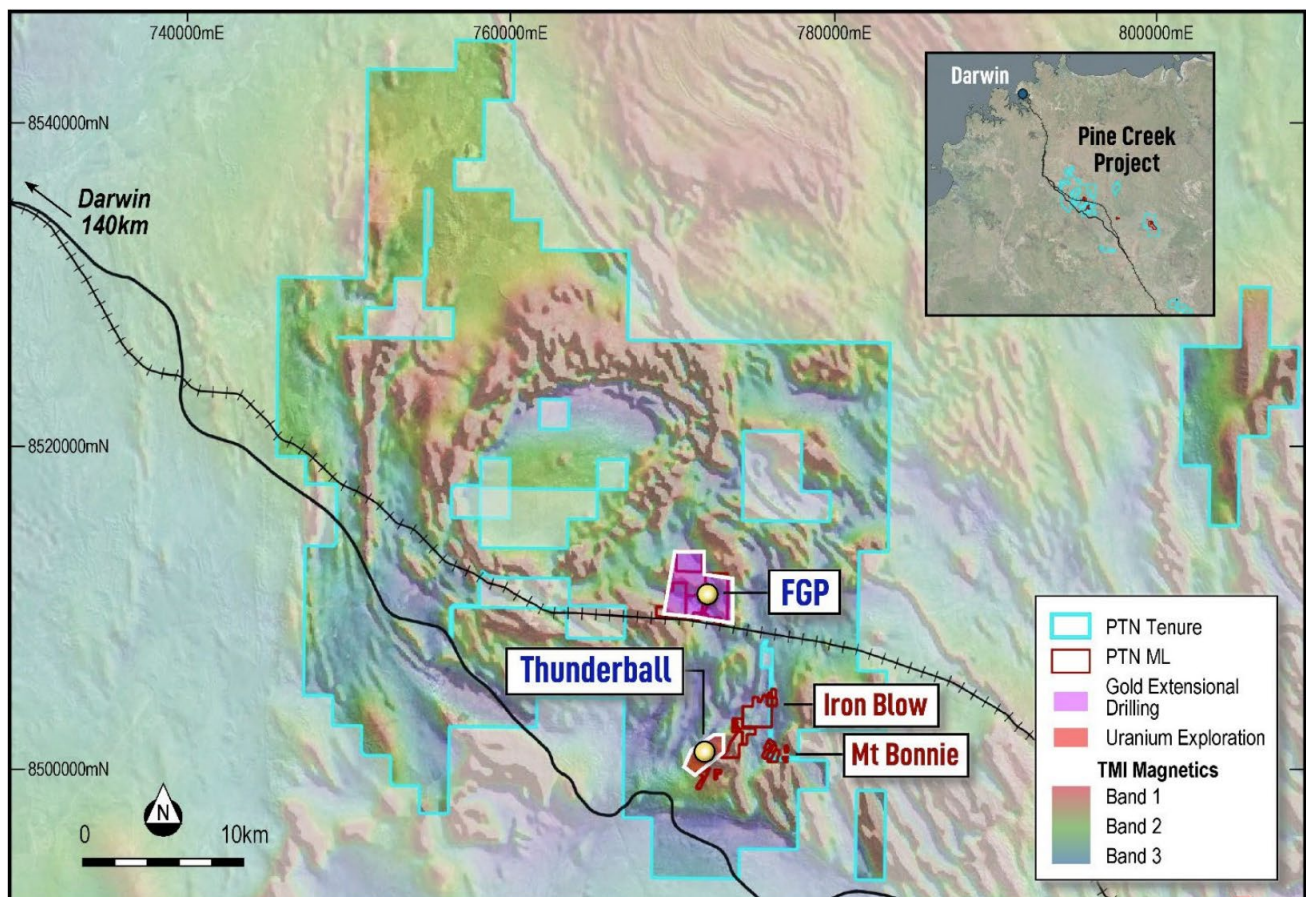 740000mE
760000mE
780000mE
800000mE
8540000mN
Darwin
140km
Darwin
Pine Creek
Project
8520000mN
FGP
Thunderball
Iron Blow
Mt Bonnie
8500000mN
N
0
10km
PTN Tenure
PTN ML
Gold Extensional
Drilling
Uranium Exploration
TMI Magnetics
Band 1
Band 2
Band 3